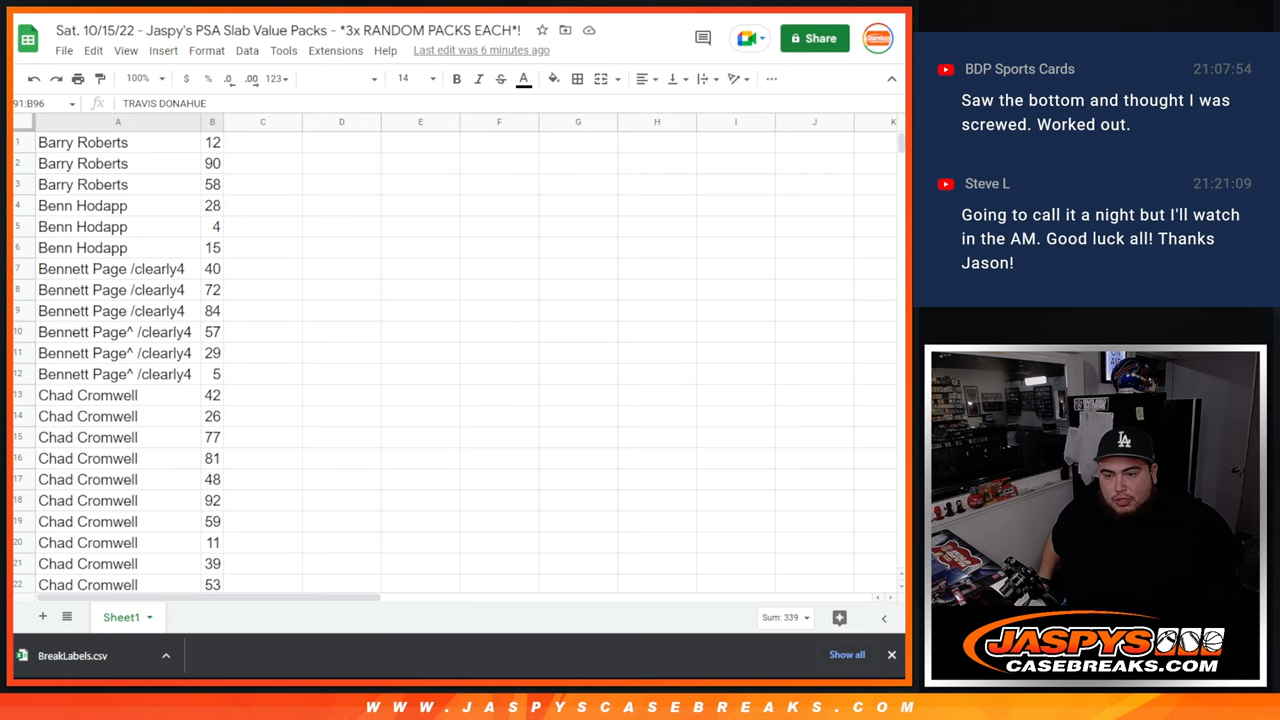 Sat. 10/15/22 - Jaspy's PSA Slab Value Packs - *3x RANDOM PACKS EACH*!
File Edit View Insert Format Data Tools Extensions Help Last edit was 6 minutes ago
Share
100% $ % .0 .00 123 14 B I S A
91:B96 fx TRAVIS DONAHUE
A B C D E F G H I J K
1 Barry Roberts 12
2 Barry Roberts 90
3 Barry Roberts 58
4 Benn Hodapp 28
5 Benn Hodapp 4
6 Benn Hodapp 15
7 Bennett Page /clearly4 40
8 Bennett Page /clearly4 72
9 Bennett Page /clearly4 84
10 Bennett Page^ /clearly4 57
11 Bennett Page^ /clearly4 29
12 Bennett Page^ /clearly4 5
13 Chad Cromwell 42
14 Chad Cromwell 26
15 Chad Cromwell 77
16 Chad Cromwell 81
17 Chad Cromwell 48
18 Chad Cromwell 92
19 Chad Cromwell 59
20 Chad Cromwell 11
21 Chad Cromwell 39
22 Chad Cromwell 53
Sheet1
Sum: 339
BreakLabels.csv
Show all
BDP Sports Cards 21:07:54
Saw the bottom and thought I was
screwed. Worked out.
Steve L 21:21:09
Going to call it a night but I'll watch
in the AM. Good luck all! Thanks
Jason!
LA
JASPYS
CASEBREAKS.COM
WWW.JASPYSCASEBREAKS.COM